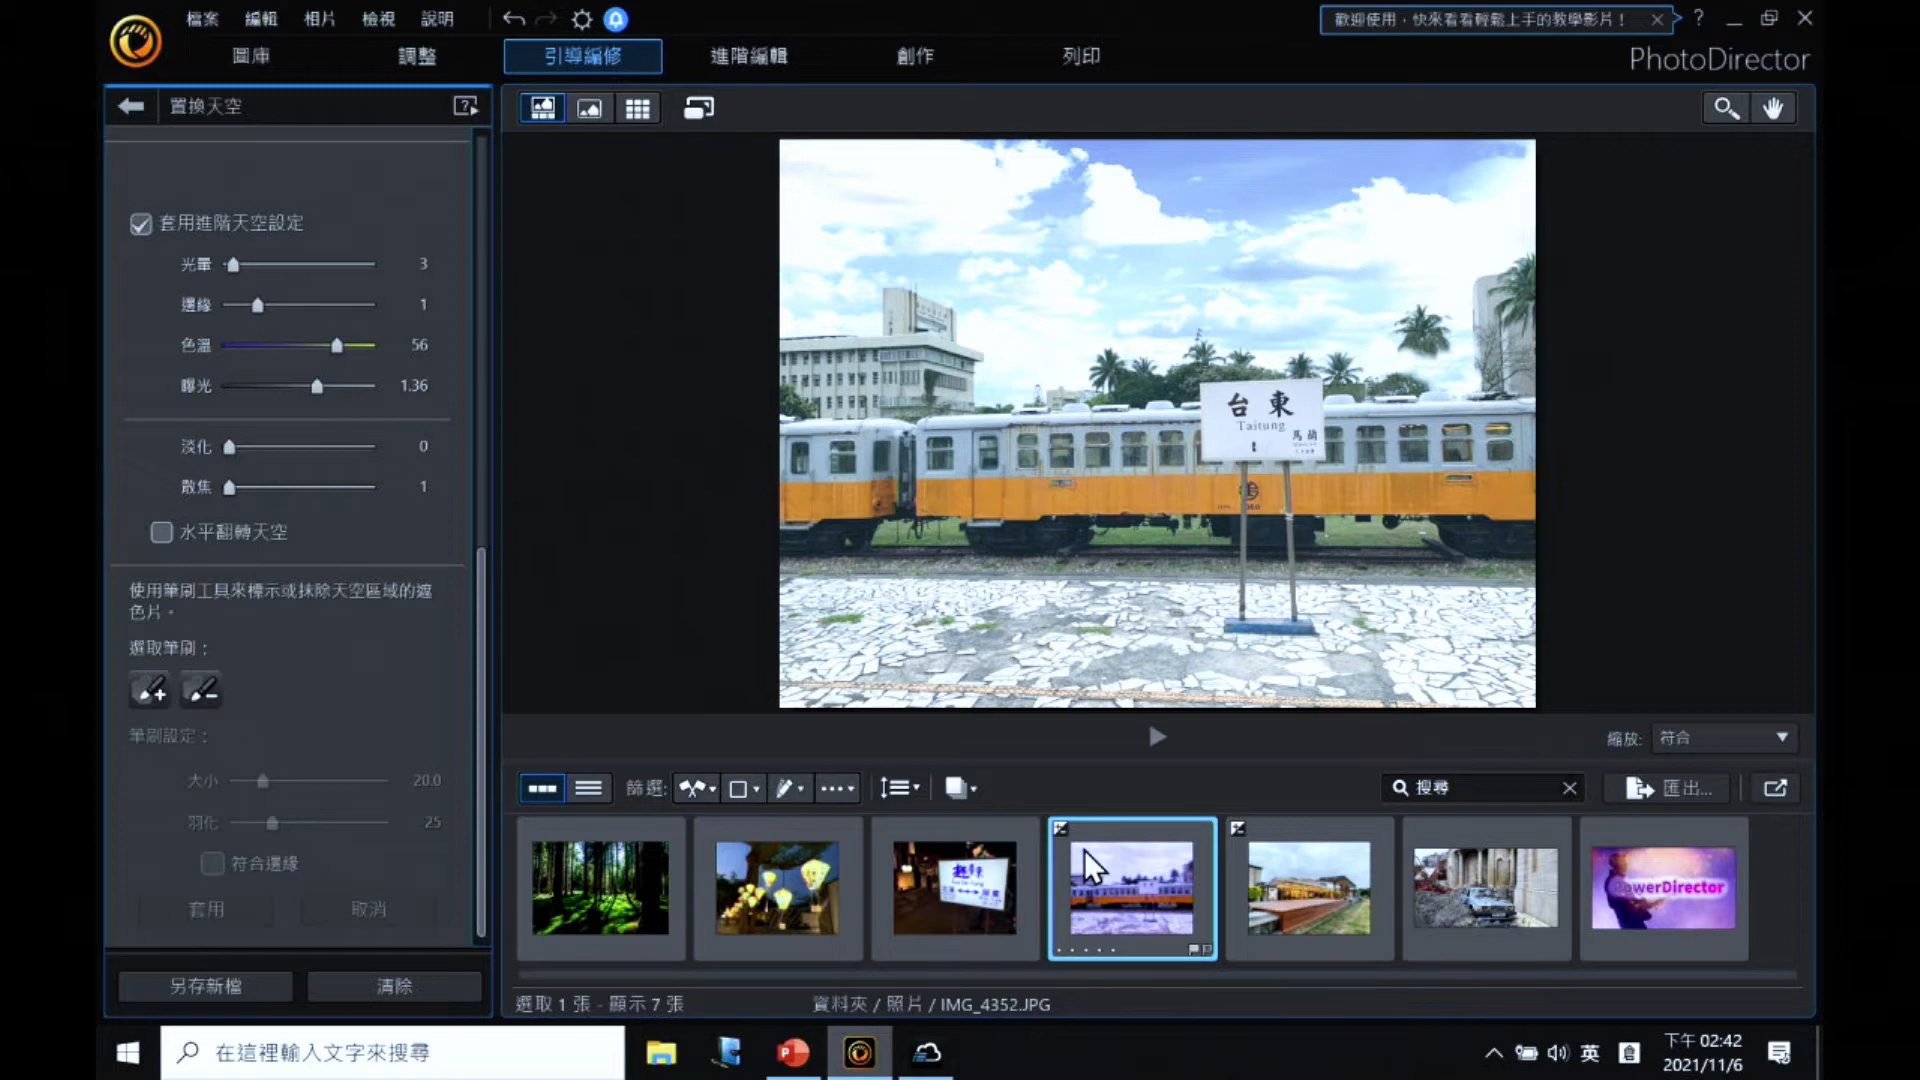 檔案 編輯 相片 檢視 說明
歡迎使用，快來看看輕鬆上手的教學影片！
圖庫 調整 引導編修 進階編輯 創作 列印
PhotoDirector
置換天空
套用進階天空設定
光暈 3
邊緣 1
色溫 56
曝光 1.36
淡化 0
散焦 1
水平翻轉天空
使用筆刷工具來標示或抹除天空區域的遮
色片。
選取筆刷：
筆刷設定：
大小 20.0
羽化 25
符合邊緣
套用 取消
另存新檔 清除
台東
Taitung
馬蘭
縮放: 符合
篩選:
搜尋
匯出...
PowerDirector
選取 1 張 - 顯示 7 張
資料夾 / 照片 / IMG_4352.JPG
在這裡輸入文字來搜尋
英
下午 02:42
2021/11/6